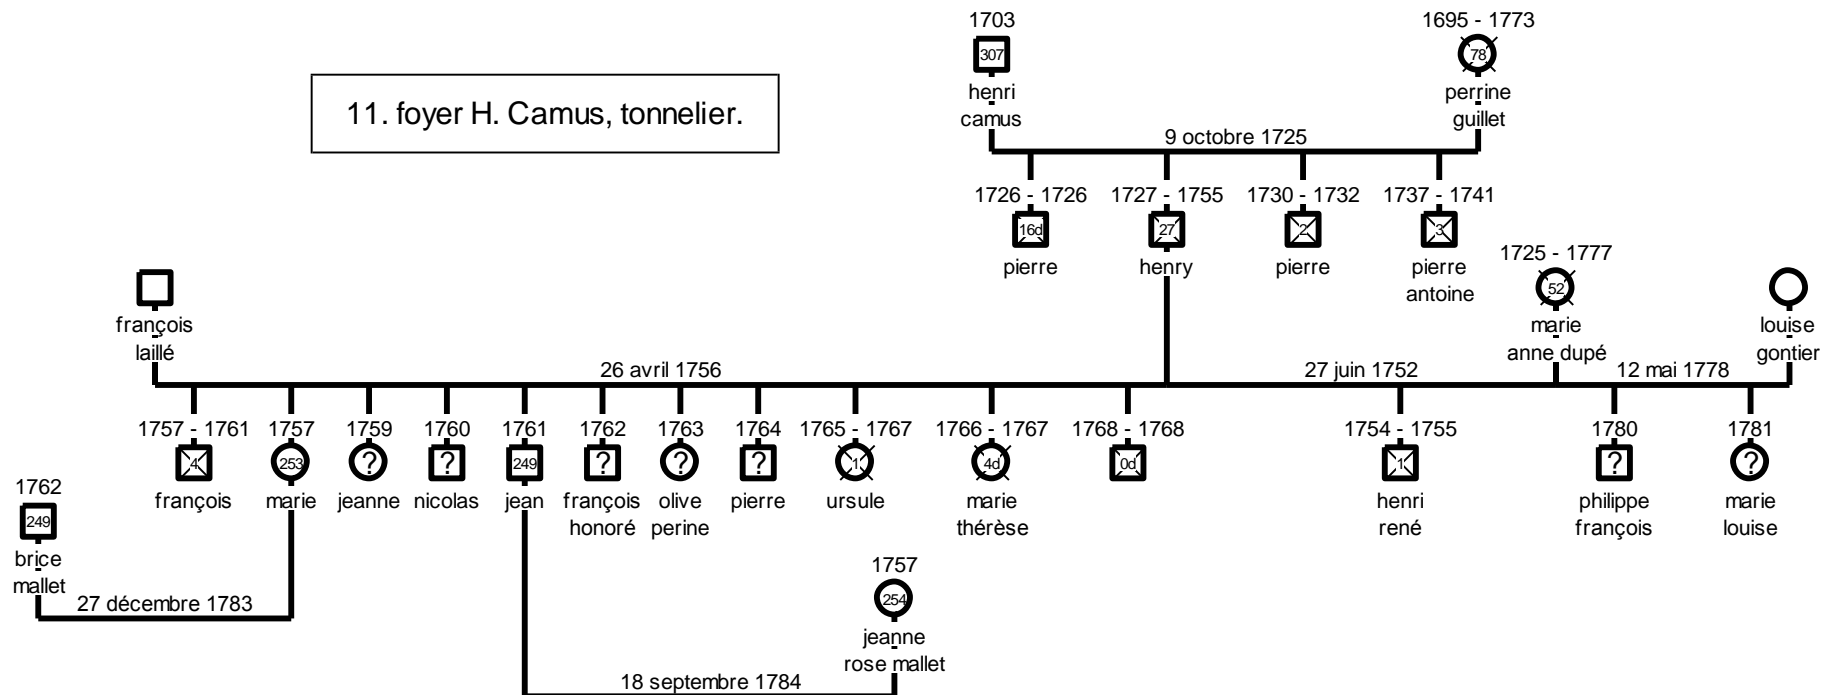 1703
1695 - 1773
307
78
henri
camus
perrine
guillet
11. foyer H. Camus, tonnelier.
9 octobre 1725
1726 - 1726
1727 - 1755
1730 - 1732
1737 - 1741
16d
27
2
3
pierre
henry
pierre
pierre
antoine
1725 - 1777
52
françois
laillé
marie
anne dupé
louise
gontier
26 avril 1756
27 juin 1752
12 mai 1778
1757 - 1761
1757
1759
1760
1761
1762
1763
1764
1765 - 1767
1766 - 1767
1768 - 1768
1754 - 1755
1780
1781
4
253
?
?
249
?
?
?
1
4d
0d
1
?
?
françois
marie
jeanne
nicolas
jean
françois
honoré
olive
perine
pierre
ursule
marie
thérèse
henri
rené
philippe
françois
marie
louise
1762
249
brice
mallet
27 décembre 1783
1757
254
jeanne
rose mallet
18 septembre 1784